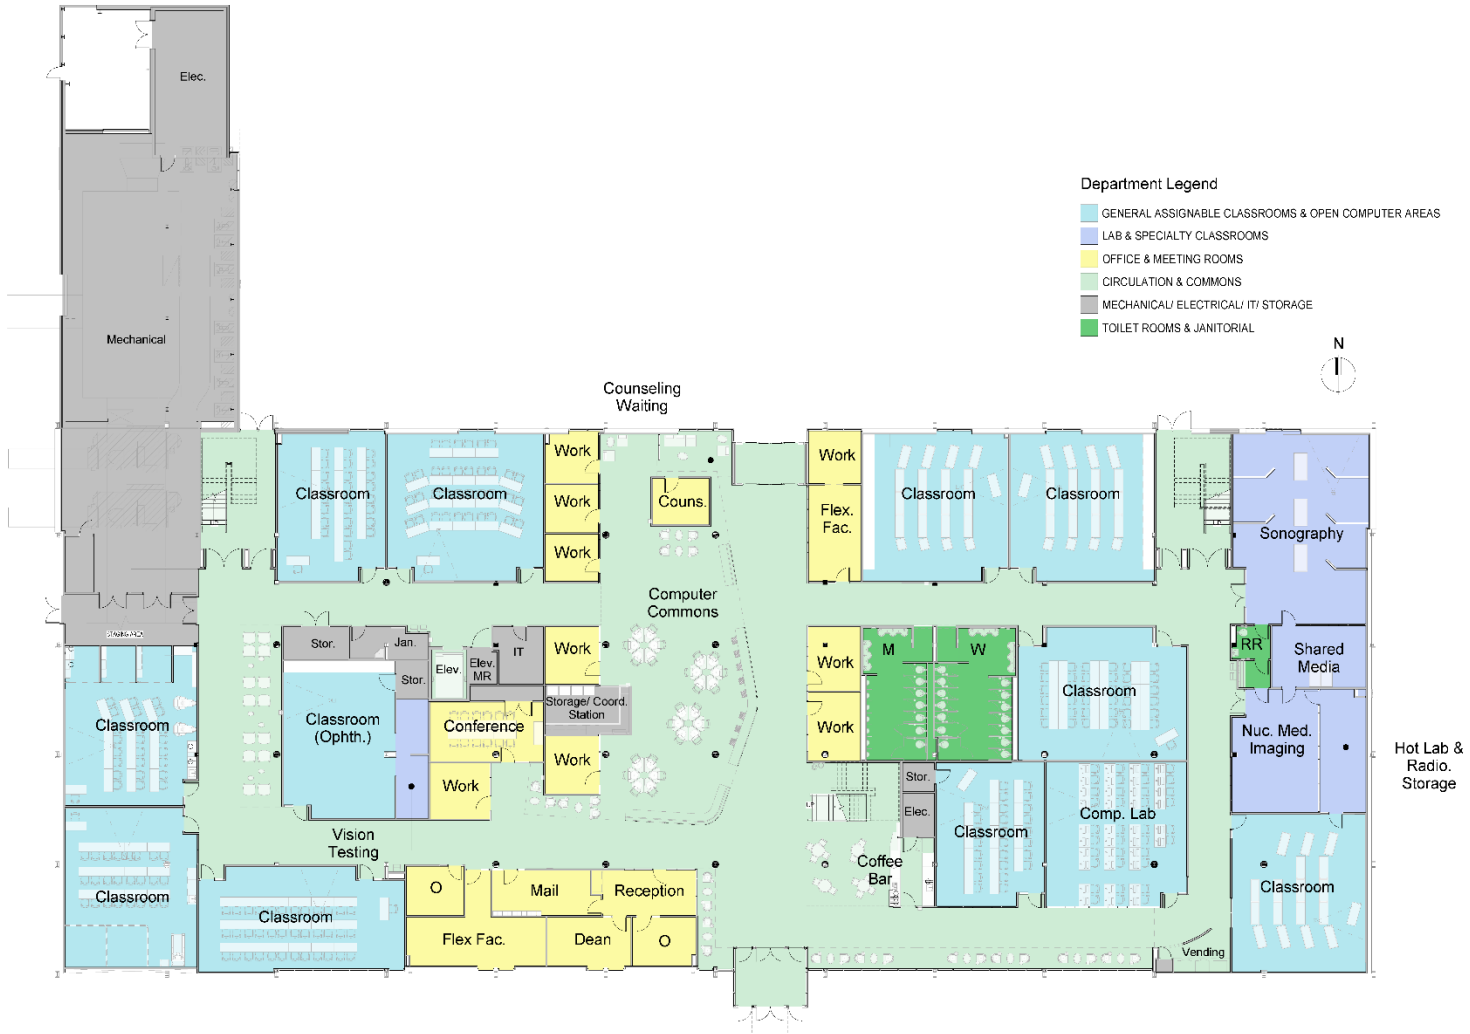 Elec.
Department Legend
GENERAL ASSIGNABLE CLASSROOMS & OPEN COMPUTER AREAS
LAB & SPECIALTY CLASSROOMS
OFFICE & MEETING ROOMS
CIRCULATION & COMMONS
MECHANICAL/ ELECTRICAL/ IT/ STORAGE
TOILET ROOMS & JANITORIAL
N
Mechanical
Counseling
Waiting
Work
Work
Classroom
Classroom
Work
Couns.
Flex.
Fac.
Classroom
Classroom
Work
Sonography
Computer
Commons
STAGING AREA
Stor.
Jan.
Elev.
Elev.
MR
IT
Work
Work
M
W
RR
Shared
Media
Stor.
Classroom
Classroom
Classroom
(Ophth.)
Conference
Storage/ Coord.
Station
Work
Nuc. Med.
Imaging
Hot Lab &
Radio.
Storage
Work
Work
Stor.
Elec.
UP
Classroom
Comp. Lab
Vision
Testing
Coffee
Bar
Classroom
Classroom
Classroom
O
Mail
Reception
Flex Fac.
Dean
O
Vending